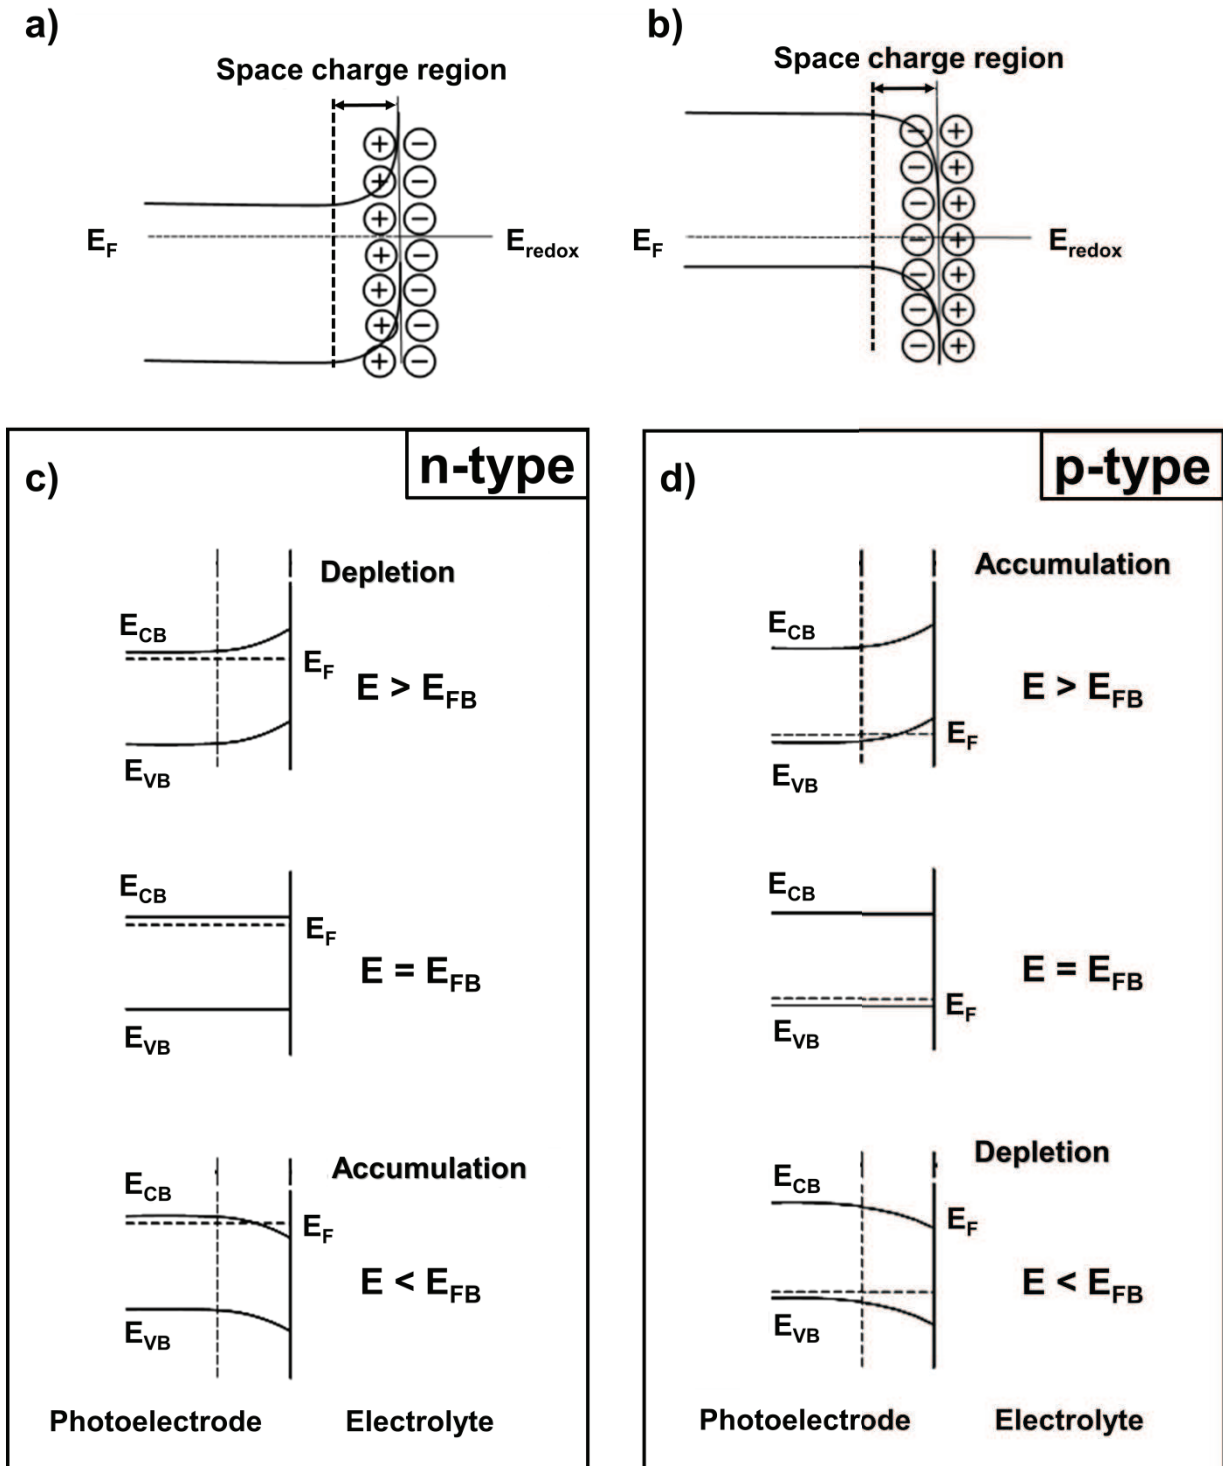 a)
Space charge region
E_F
E_redox
+ −
+ −
+ −
+ −
+ −
+ −
+ −
b)
Space charge region
E_F
E_redox
− +
− +
− +
− +
− +
− +
− +
c)
n-type
Depletion
E_CB
E_F
E > E_FB
E_VB
E_CB
E_F
E = E_FB
E_VB
Accumulation
E_CB
E_F
E < E_FB
E_VB
Photoelectrode Electrolyte
d)
p-type
Accumulation
E_CB
E > E_FB
E_F
E_VB
E_CB
E = E_FB
E_F
E_VB
Depletion
E_CB
E_F
E < E_FB
E_VB
Photoelectrode Electrolyte